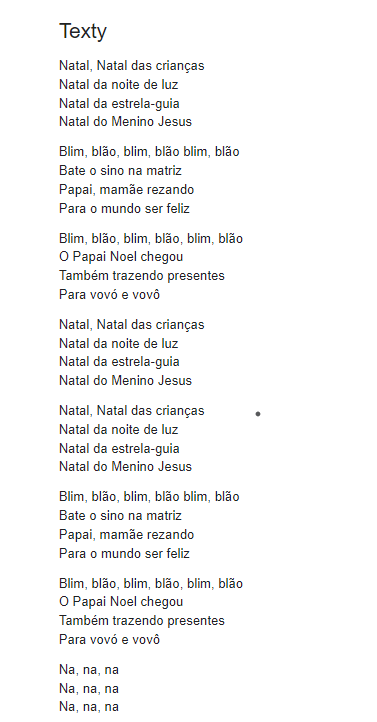 Texty
Natal, Natal das crianças
Natal da noite de luz
Natal da estrela-guia
Natal do Menino Jesus
Blim, blão, blim, blão blim, blão
Bate o sino na matriz
Papai, mamãe rezando
Para o mundo ser feliz
Blim, blão, blim, blão, blim, blão
O Papai Noel chegou
Também trazendo presentes
Para vovó e vovô
Natal, Natal das crianças
Natal da noite de luz
Natal da estrela-guia
Natal do Menino Jesus
Natal, Natal das crianças
Natal da noite de luz
Natal da estrela-guia
Natal do Menino Jesus
Blim, blão, blim, blão blim, blão
Bate o sino na matriz
Papai, mamãe rezando
Para o mundo ser feliz
Blim, blão, blim, blão, blim, blão
O Papai Noel chegou
Também trazendo presentes
Para vovó e vovô
Na, na, na
Na, na, na
Na, na, na